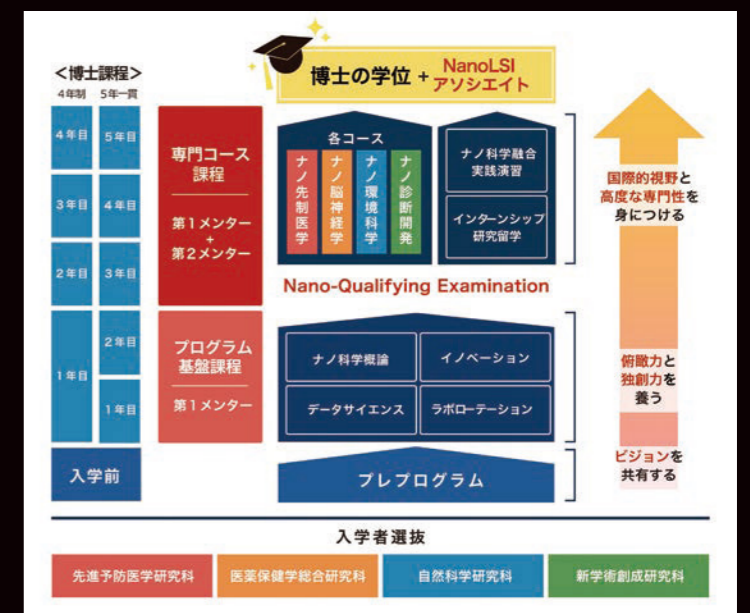 博士の学位 + NanoLSI アソシエイト
＜博士課程＞
4年制 5年一貫
4年目
5年目
3年目
4年目
2年目
3年目
1年目
2年目
1年目
入学前
専門コース
課程
第1メンター
+
第2メンター
プログラム
基盤課程
第1メンター
各コース
ナノ先制医学
ナノ脳神経学
ナノ環境科学
ナノ診断開発
ナノ科学融合
実践演習
インターンシップ
研究留学
Nano-Qualifying Examination
ナノ科学概論
イノベーション
データサイエンス
ラボローテーション
プレプログラム
国際的視野と
高度な専門性を
身につける
俯瞰力と
独創力を
養う
ビジョンを
共有する
入学者選抜
先進予防医学研究科
医薬保健学総合研究科
自然科学研究科
新学術創成研究科